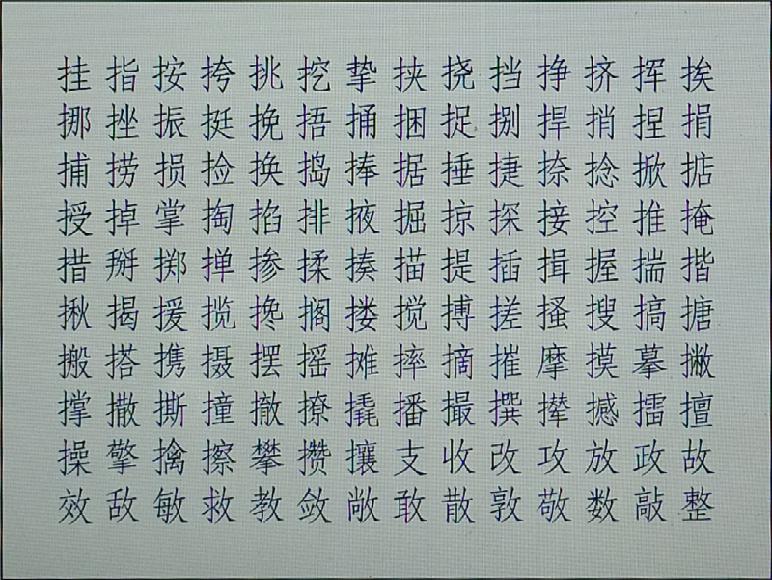 挂指按挎挑挖挚挟挠挡挣挤挥挨
挪挫振挺挽捂捅捆捉捌捍捎捏捐
捕捞损捡换捣捧据捶捷捺捻掀掂
授掉掌掏掐排掖掘掠探接控推掩
措掰掷掸掺揉揍描提插揖握揣揩
揪揭援揽搀搁搂搅搏搓搔搜搞搪
搬搭携摄摆摇摊摔摘摧摩摸摹撇
撑撒撕撞撤撩撬播撮撰撵撼擂擅
操擎擒擦攀攒攘支收改攻放政故
效敌敏救教敛敞敢散敦敬数敲整